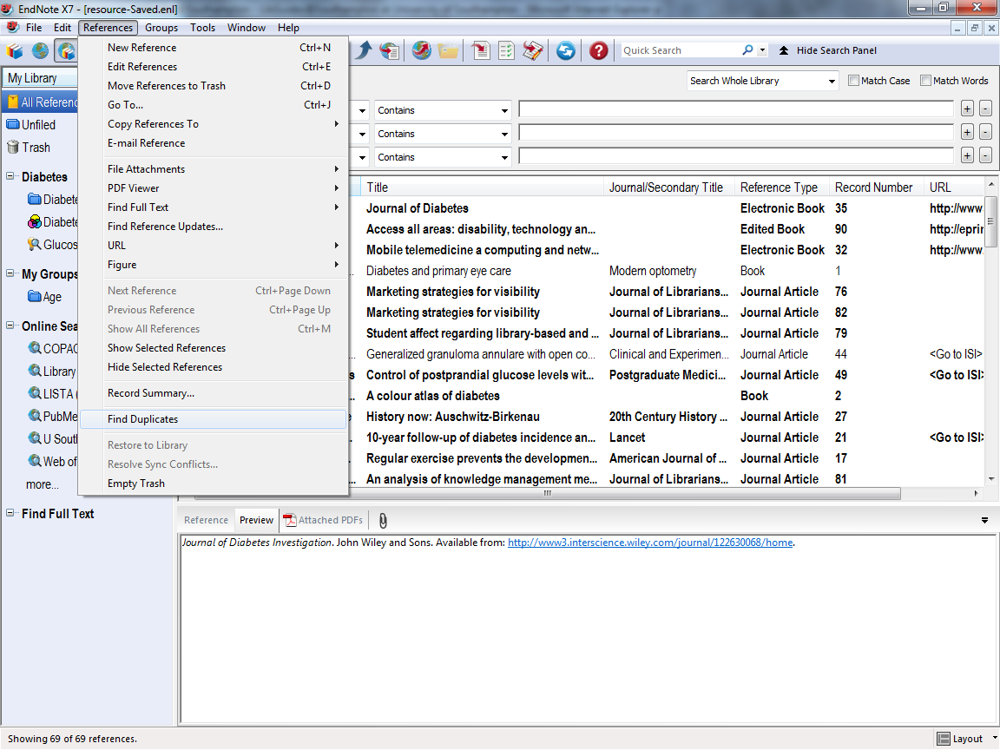 EndNote X7 - [resource-Saved.enl]
File Edit References Groups Tools Window Help
Quick Search Hide Search Panel
My Library
All Referenc
Unfiled
Trash
Diabetes
Diabete
Diabete
Glucos
My Groups
Age
Online Sea
COPAC
Library
LISTA (
PubMe
U Sout
Web of
more...
Find Full Text
New Reference Ctrl+N
Edit References Ctrl+E
Move References to Trash Ctrl+D
Go To... Ctrl+J
Copy References To
E-mail Reference
File Attachments
PDF Viewer
Find Full Text
Find Reference Updates...
URL
Figure
Next Reference Ctrl+Page Down
Previous Reference Ctrl+Page Up
Show All References Ctrl+M
Show Selected References
Hide Selected References
Record Summary...
Find Duplicates
Restore to Library
Resolve Sync Conflicts...
Empty Trash
Search Whole Library Match Case Match Words
Contains + -
Contains + -
Contains + -
Title Journal/Secondary Title Reference Type Record Number URL
Journal of Diabetes Electronic Book 35 http://www
Access all areas: disability, technology an... Edited Book 90 http://eprir
Mobile telemedicine a computing and netw... Electronic Book 32 http://www
Diabetes and primary eye care Modern optometry Book 1
Marketing strategies for visibility Journal of Librarians... Journal Article 76
Marketing strategies for visibility Journal of Librarians... Journal Article 82
Student affect regarding library-based and ... Journal of Librarians... Journal Article 79
Generalized granuloma annulare with open co... Clinical and Experimen... Journal Article 44 <Go to ISI>
s Control of postprandial glucose levels wit... Postgraduate Medici... Journal Article 49 <Go to ISI>
A colour atlas of diabetes Book 2
History now: Auschwitz-Birkenau 20th Century History ... Journal Article 27
10-year follow-up of diabetes incidence an... Lancet Journal Article 21 <Go to ISI>
Regular exercise prevents the developmen... American Journal of ... Journal Article 17
An analysis of knowledge management me... Journal of Librarians... Journal Article 81
Reference Preview Attached PDFs
Journal of Diabetes Investigation. John Wiley and Sons. Available from: http://www3.interscience.wiley.com/journal/122630068/home.
Showing 69 of 69 references. Layout